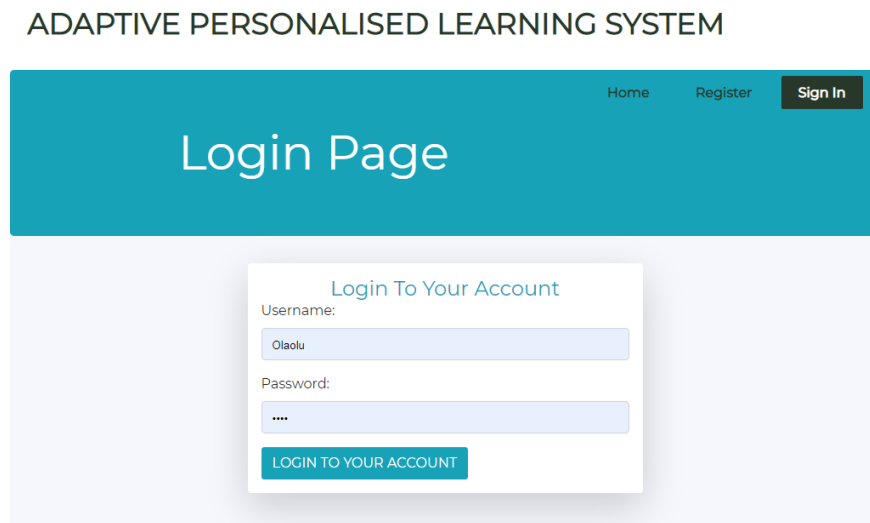 ADAPTIVE PERSONALISED LEARNING SYSTEM
Home Register Sign In
Login Page
Login To Your Account
Username:
Olaolu
Password:
••••
LOGIN TO YOUR ACCOUNT